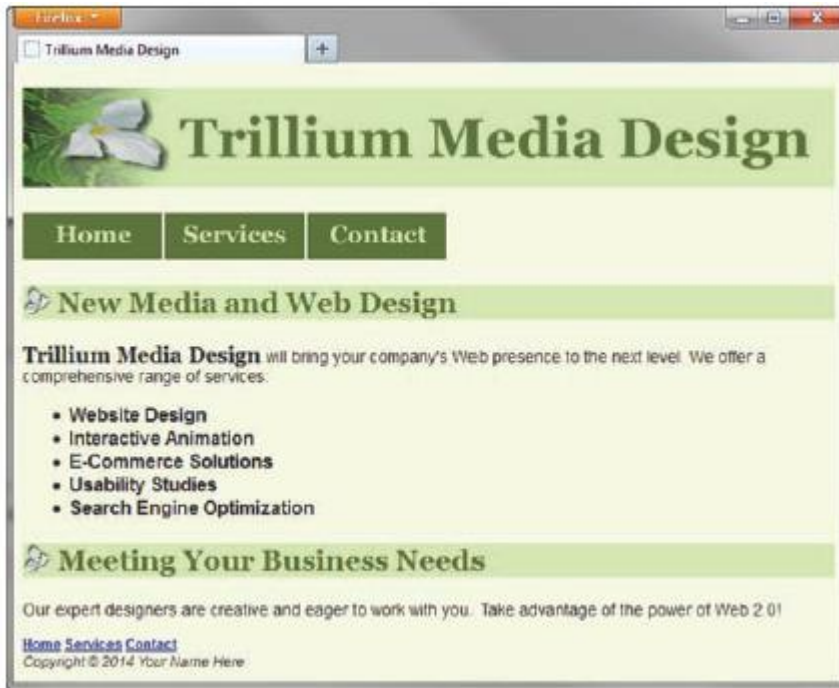 Firefox
Trillium Media Design
Trillium Media Design
Home Services Contact
New Media and Web Design
Trillium Media Design will bring your company's Web presence to the next level. We offer a
comprehensive range of services:
• Website Design
• Interactive Animation
• E-Commerce Solutions
• Usability Studies
• Search Engine Optimization
Meeting Your Business Needs
Our expert designers are creative and eager to work with you. Take advantage of the power of Web 2.0!
Home Services Contact
Copyright © 2014 Your Name Here